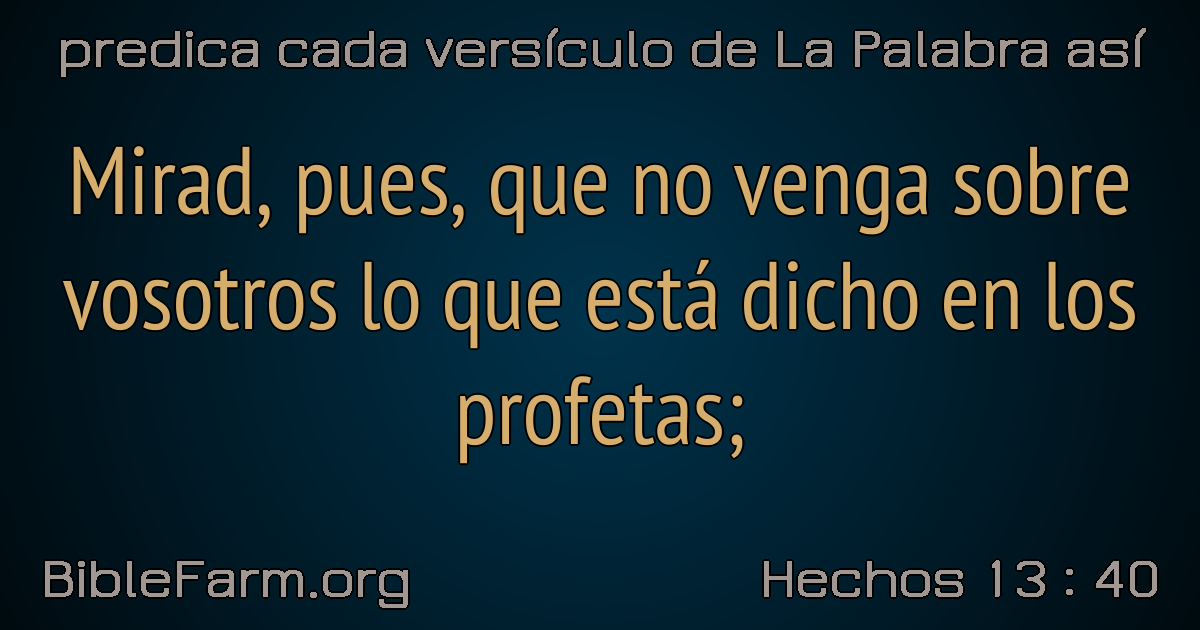 predica cada versículo de La Palabra así
Mirad, pues, que no venga sobre
vosotros lo que está dicho en los
profetas;
BibleFarm.org
Hechos 13 : 40